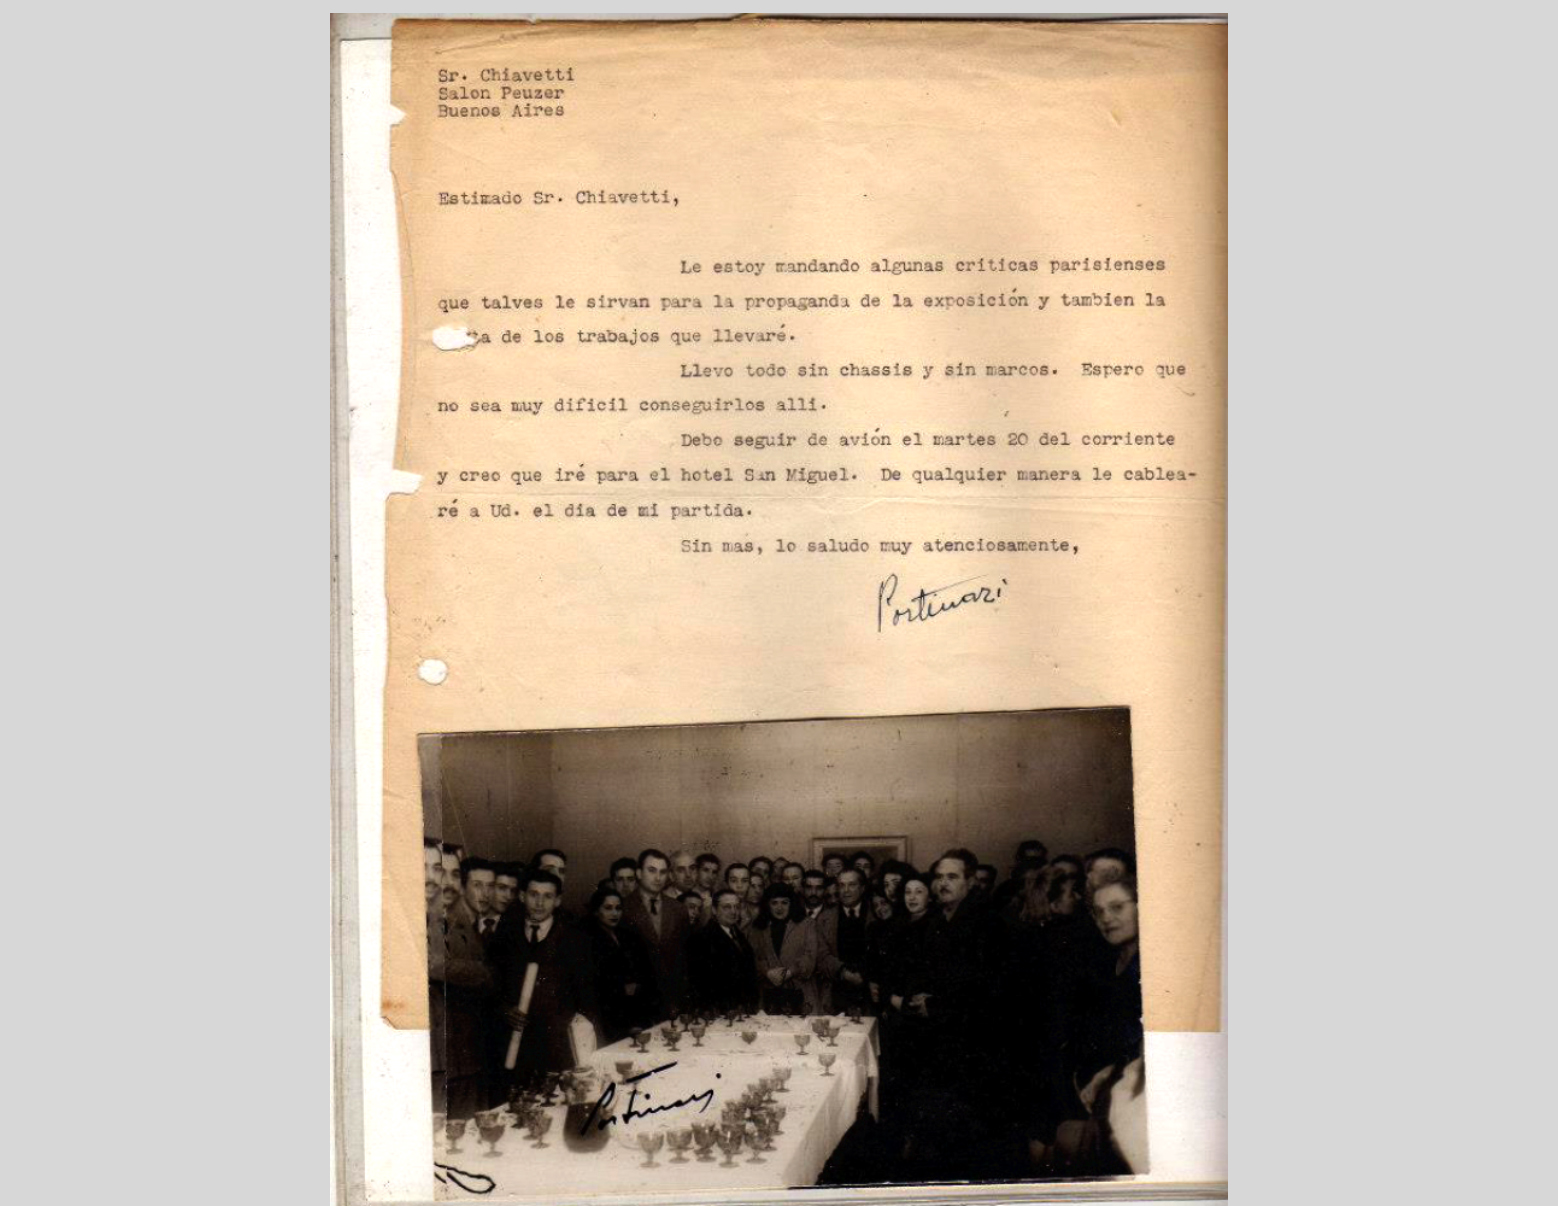 Sr. Chiavetti
Salon Peuzer
Buenos Aires
Estimado Sr. Chiavetti,
Le estoy mandando algunas criticas parisienses
que talves le sirvan para la propaganda de la exposición y tambien la
ta de los trabajos que llevaré.
Llevo todo sin chassis y sin marcos. Espero que
no sea muy dificil conseguirlos alli.
Debo seguir de avión el martes 20 del corriente
y creo que iré para el hotel San Miguel. De qualquier manera le cablea-
ré a Ud. el dia de mi partida.
Sin mas, lo saludo muy atenciosamente,
Portinari
Portinari